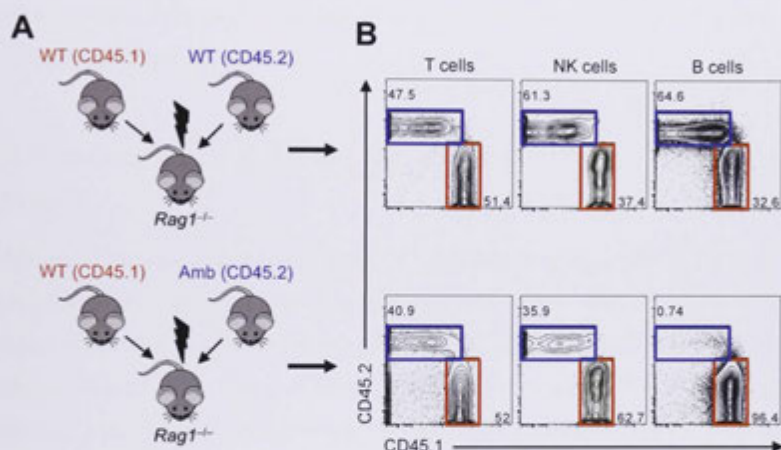 A
WT (CD45.1) WT (CD45.2)
Rag1–/–
WT (CD45.1) Amb (CD45.2)
Rag1–/–
B
T cells NK cells B cells
47.5 61.3 64.6
51.4 37.4 32.6
40.9 35.9 0.74
52 62.7 96.4
CD45.2
CD45.1